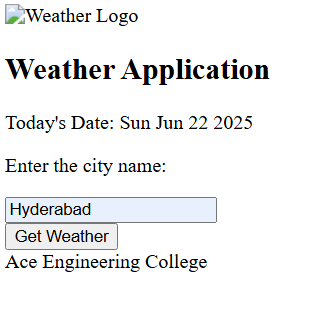 Weather Logo
Weather Application
Today's Date: Sun Jun 22 2025
Enter the city name:
Hyderabad
Get Weather
Ace Engineering College